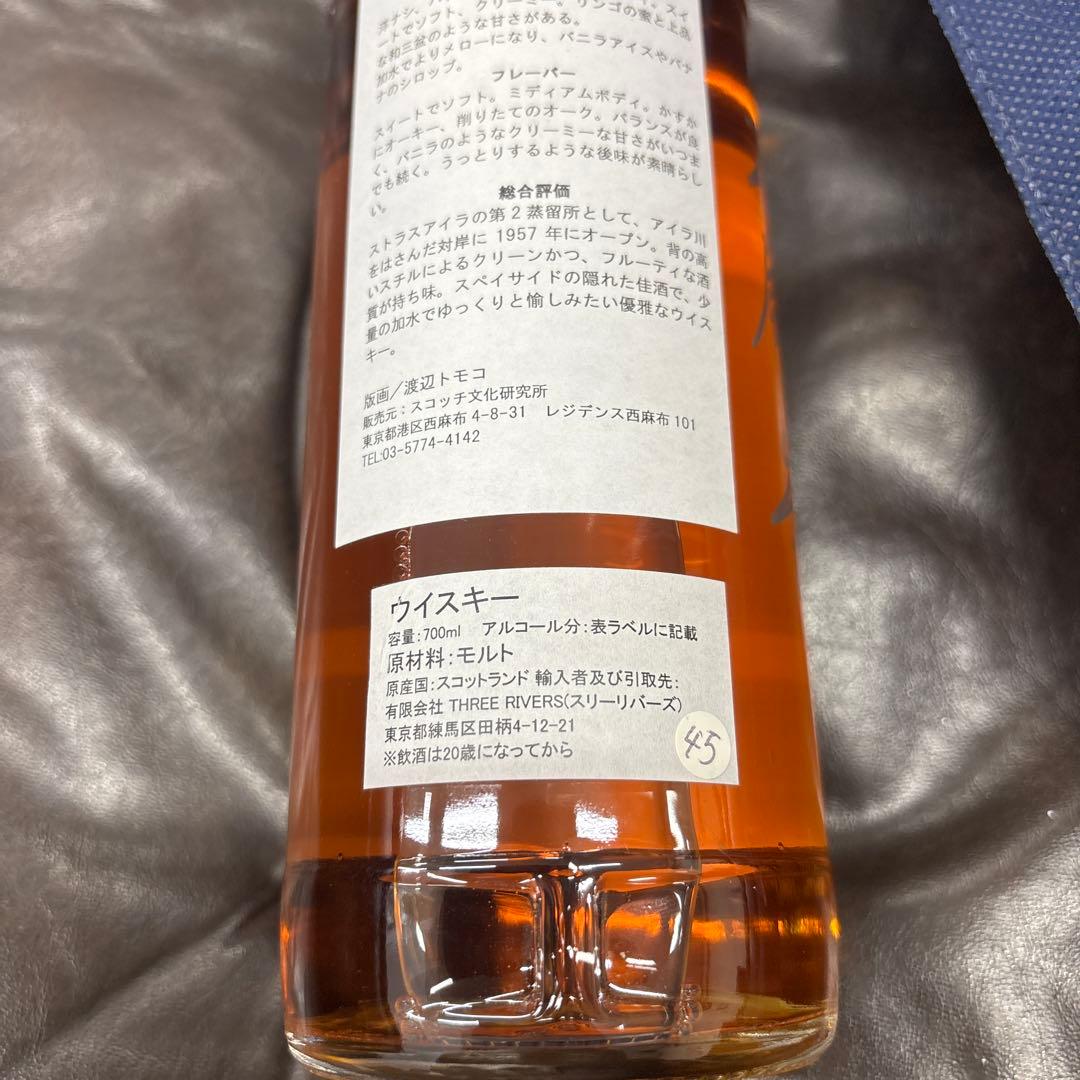 ートでソフト、クリーミー。リンゴの蜜と上品
な和三盆のような甘さがある。
加水でよりメローになり、バニラアイスやバナ
ナのシロップ。
フレーバー
スイートでソフト。ミディアムボディ。かすか
にオーキー、削りたてのオーク。バランスが良
く、バニラのようなクリーミーな甘さがいつま
でも続く。うっとりするような後味が素晴らし
い。
総合評価
ストラスアイラの第2蒸留所として、アイラ川
をはさんだ対岸に1957年にオープン。背の高
いスチルによるクリーンかつ、フルーティな酒
質が持ち味。スペイサイドの隠れた佳酒で、少
量の加水でゆっくりと愉しみたい優雅なウイス
キー。
版画／渡辺トモコ
販売元：スコッチ文化研究所
東京都港区西麻布4-8-31 レジデンス西麻布101
TEL:03-5774-4142
ウイスキー
容量：700ml アルコール分：表ラベルに記載
原材料：モルト
原産国：スコットランド 輸入者及び引取先：
有限会社 THREE RIVERS(スリーリバーズ)
東京都練馬区田柄4-12-21
※飲酒は20歳になってから
45